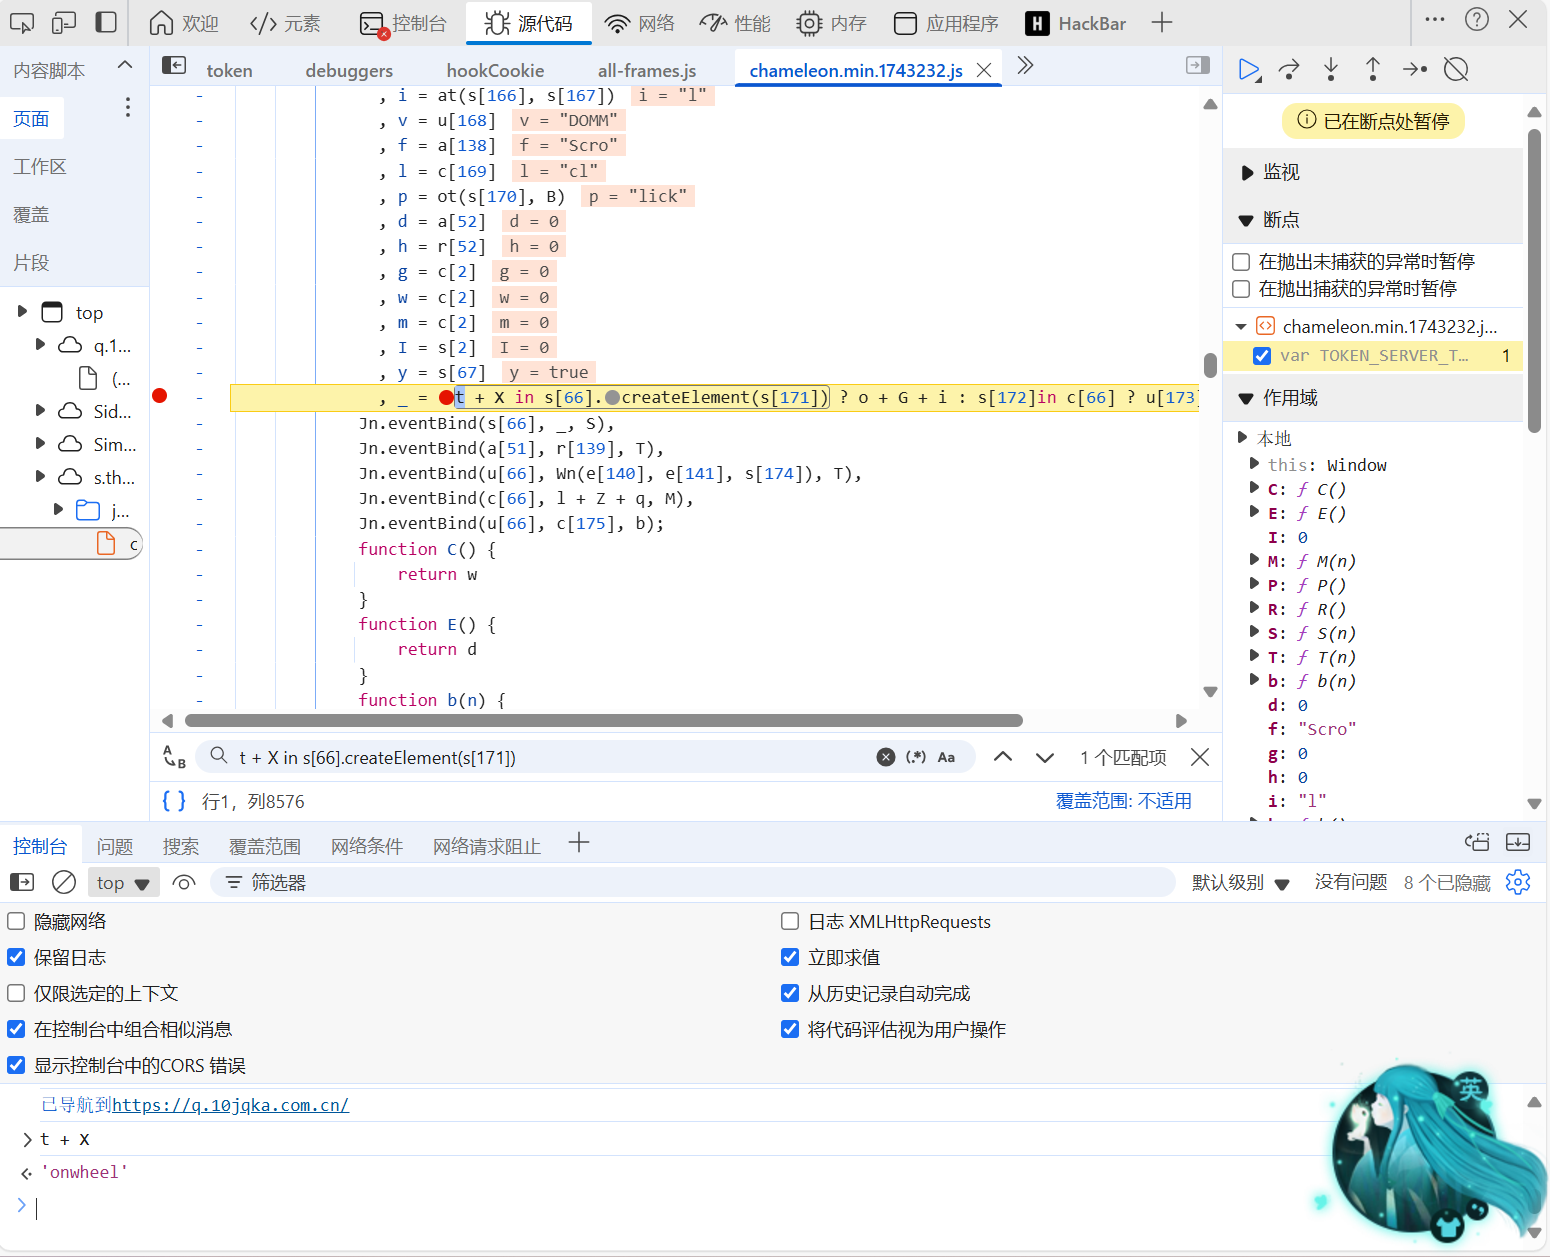 欢迎 元素 控制台 源代码 网络 性能 内存 应用程序 H HackBar
内容脚本 token debuggers hookCookie all-frames.js chameleon.min.1743232.js
页面
工作区
覆盖
片段
top
q.1...
(...
Sid...
Sim...
s.th...
j...
c
, i = at(s[166], s[167]) i = "l"
, v = u[168] v = "DOMM"
, f = a[138] f = "Scro"
, l = c[169] l = "cl"
, p = ot(s[170], B) p = "lick"
, d = a[52] d = 0
, h = r[52] h = 0
, g = c[2] g = 0
, w = c[2] w = 0
, m = c[2] m = 0
, I = s[2] I = 0
, y = s[67] y = true
, _ = t + X in s[66].createElement(s[171]) ? o + G + i : s[172]in c[66] ? u[173]
Jn.eventBind(s[66], _, S),
Jn.eventBind(a[51], r[139], T),
Jn.eventBind(u[66], Wn(e[140], e[141], s[174]), T),
Jn.eventBind(c[66], l + Z + q, M),
Jn.eventBind(u[66], c[175], b);
function C() {
return w
}
function E() {
return d
}
function b(n) {
A B t + X in s[66].createElement(s[171]) (.*) Aa 1 个匹配项
{ } 行1，列8576 覆盖范围: 不适用
已在断点处暂停
监视
断点
在抛出未捕获的异常时暂停
在抛出捕获的异常时暂停
chameleon.min.1743232.j...
var TOKEN_SERVER_T... 1
作用域
本地
this: Window
C: ƒ C()
E: ƒ E()
I: 0
M: ƒ M(n)
P: ƒ P()
R: ƒ R()
S: ƒ S(n)
T: ƒ T(n)
b: ƒ b(n)
d: 0
f: "Scro"
g: 0
h: 0
i: "l"
控制台 问题 搜索 覆盖范围 网络条件 网络请求阻止
top 筛选器 默认级别 没有问题 8 个已隐藏
隐藏网络 日志 XMLHttpRequests
保留日志 立即求值
仅限选定的上下文 从历史记录自动完成
在控制台中组合相似消息 将代码评估视为用户操作
显示控制台中的CORS 错误
已导航到https://q.10jqka.com.cn/
t + X
'onwheel'
英